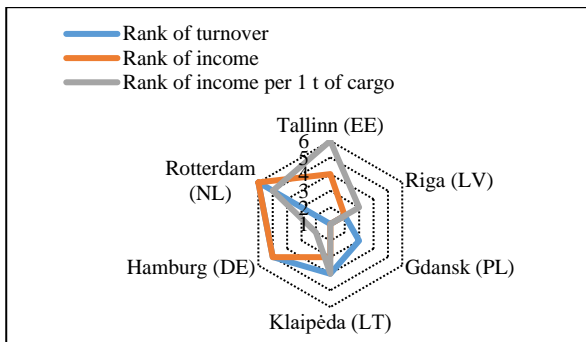 Rank of turnover
Rank of income
Rank of income per 1 t of cargo
Tallinn (EE)
6
5
4
3
2
1
Rotterdam
(NL)
Riga (LV)
Hamburg (DE)
Gdansk (PL)
Klaipėda (LT)